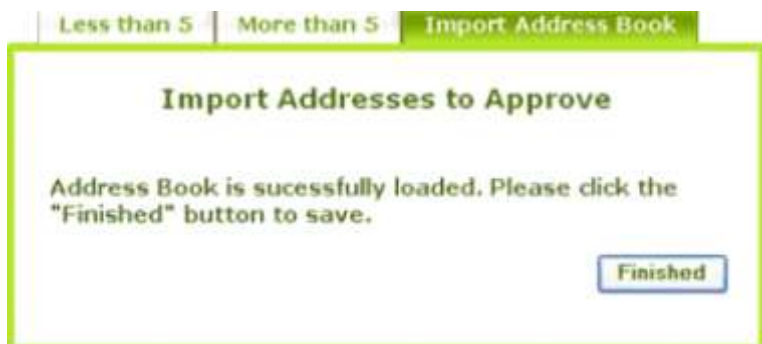 Less than 5
More than 5
Import Address Book
Import Addresses to Approve
Address Book is sucessfully loaded. Please click the
"Finished" button to save.
Finished